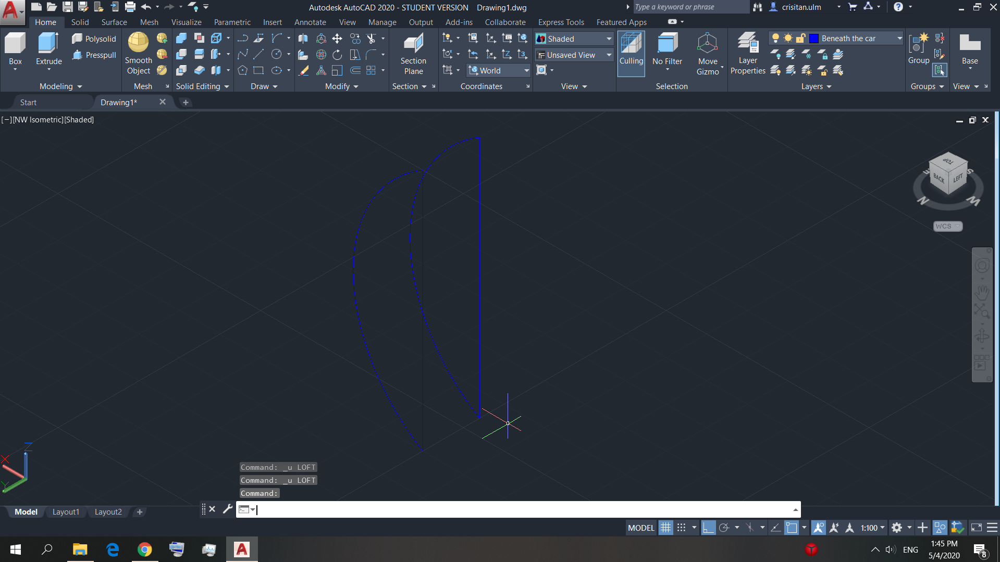 Autodesk AutoCAD 2020 - STUDENT VERSION Drawing1.dwg
Type a keyword or phrase
crisitan.ulm
Home Solid Surface Mesh Visualize Parametric Insert Annotate View Manage Output Add-ins Collaborate Express Tools Featured Apps
Box
Extrude
Polysolid
Presspull
Smooth
Object
Section
Plane
World
Shaded
Unsaved View
Culling
No Filter
Move
Gizmo
Layer
Properties
Beneath the car
Group
Base
Modeling Mesh Solid Editing Draw Modify Section Coordinates View Selection Layers Groups View
Start Drawing1*
[−][NW Isometric][Shaded]
TOP
BACK
LEFT
N
S
WCS
Z
X
Y
Command: _u LOFT
Command: _u LOFT
Command:
Model Layout1 Layout2
MODEL
1:100
ENG
1:45 PM
5/4/2020
8